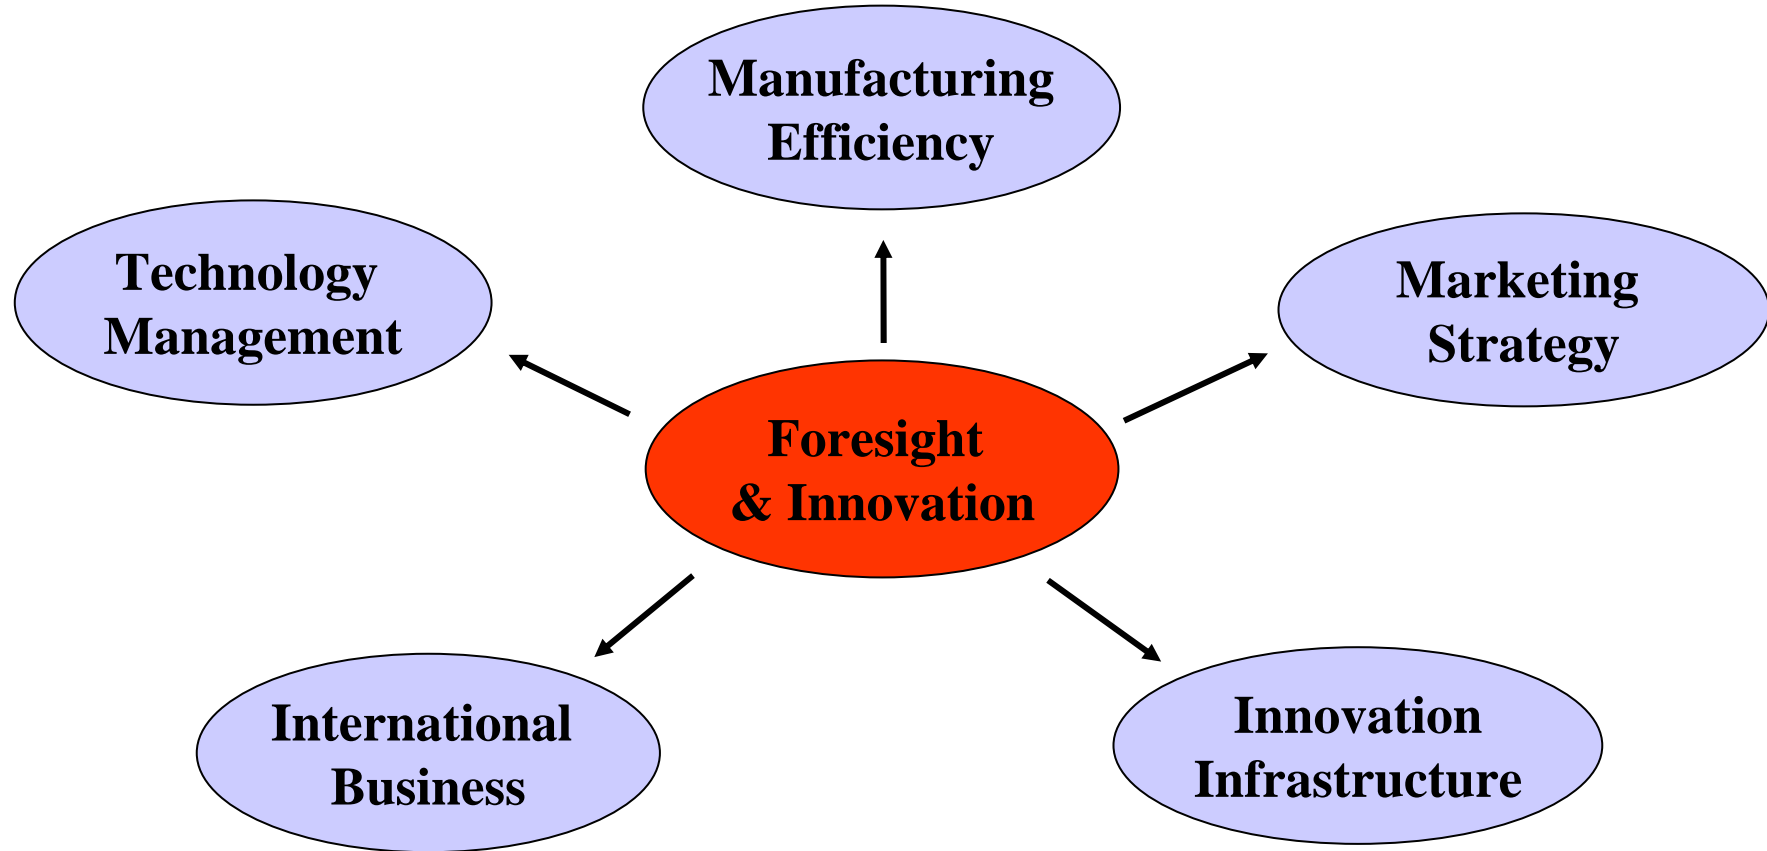 Manufacturing
Efficiency
Technology
Management
Marketing
Strategy
Foresight
& Innovation
International
Business
Innovation
Infrastructure